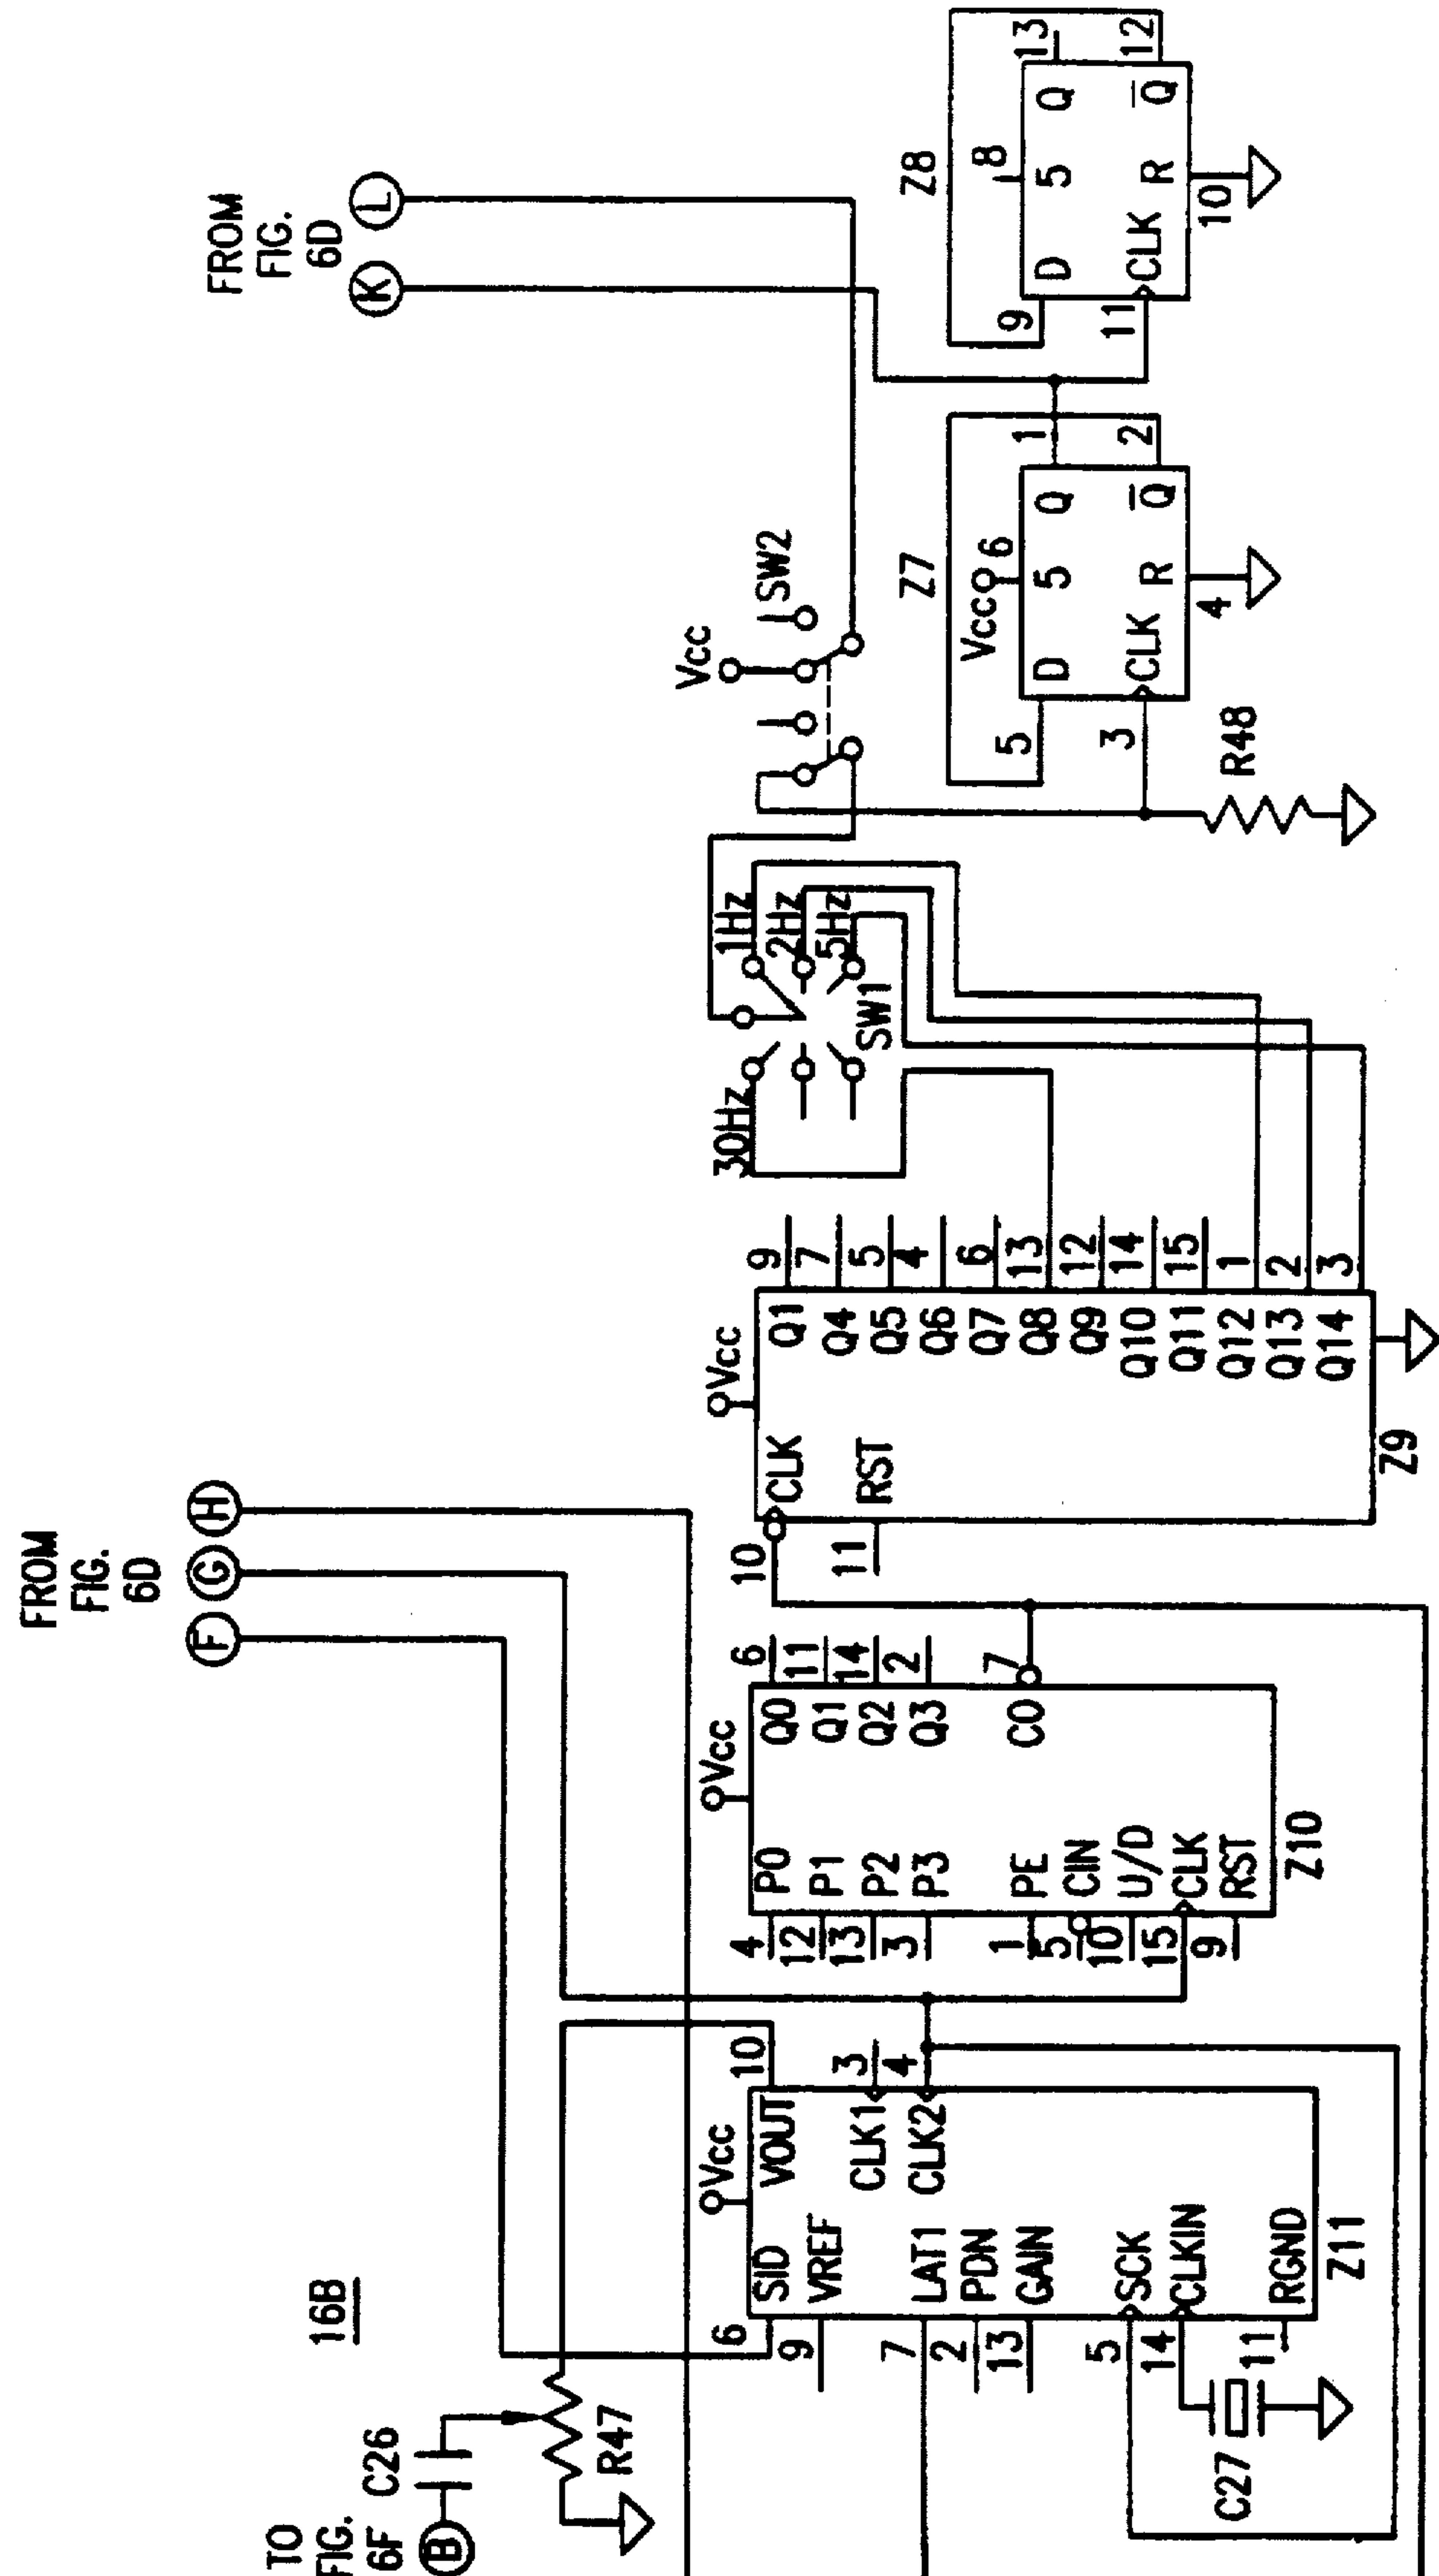 FROM
FIG.
6D
F
G
H
FROM
FIG.
6D
K
L
16B
TO
FIG.
6F
B
C26
R47
Vcc
SID
VREF
LAT1
PDN
GAIN
SCK
CLKIN
RGND
VOUT
CLK1
CLK2
6
9
7
2
13
5
14
11
10
3
4
Z11
C27
Vcc
P0
P1
P2
P3
PE
CIN
U/D
CLK
RST
Q0
Q1
Q2
Q3
CO
4
12
13
3
1
5
10
15
9
6
11
14
2
7
Z10
Vcc
CLK
RST
10
11
Q1
Q4
Q5
Q6
Q7
Q8
Q9
Q10
Q11
Q12
Q13
Q14
9
7
5
4
6
13
12
14
15
1
2
3
Z9
30Hz
1Hz
2Hz
5Hz
SW1
Vcc
SW2
R48
Z7
Vcc
6
D
5
Q
CLK
R
Q
5
3
4
1
2
Z8
8
D
5
Q
CLK
R
Q
9
11
10
13
12